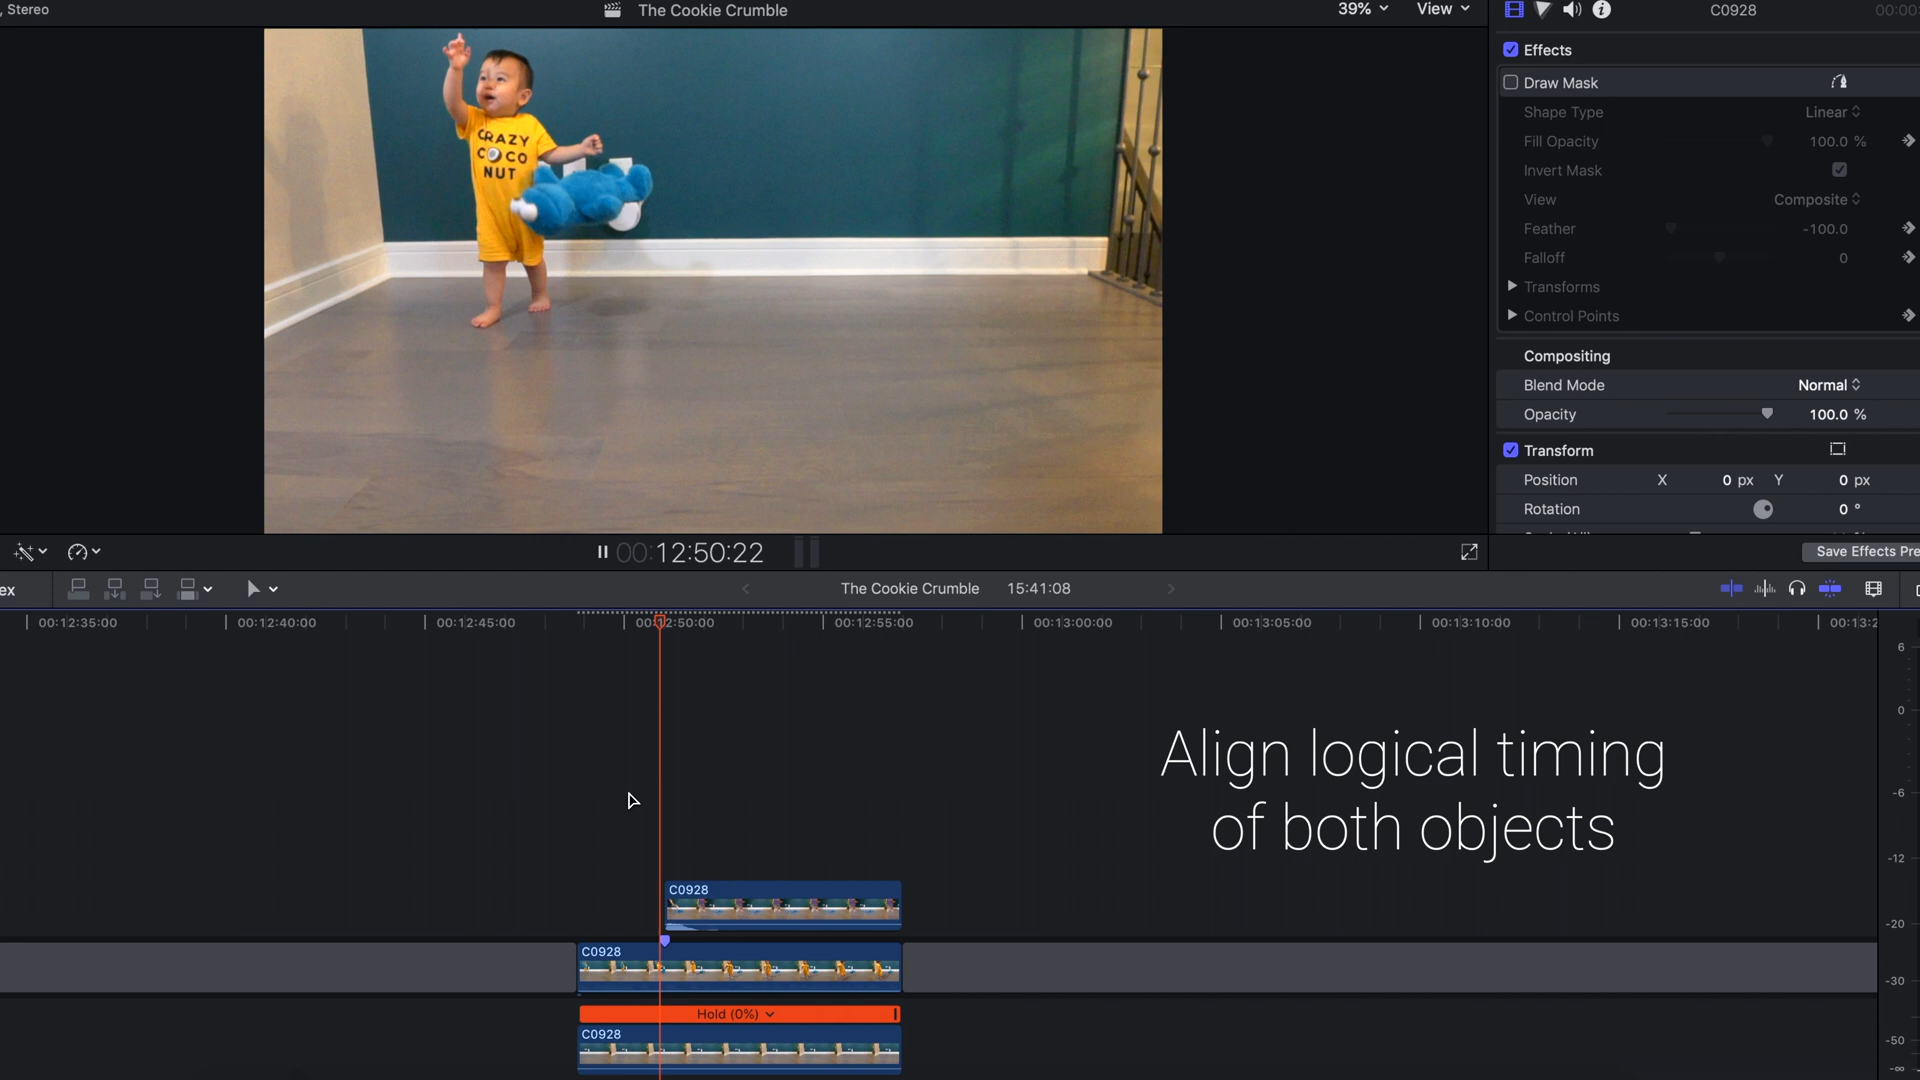 , Stereo
The Cookie Crumble
39%
View
C0928
00:00
Effects
Draw Mask
Shape Type
Linear
Fill Opacity
100.0 %
Invert Mask
View
Composite
Feather
-100.0
Falloff
0
Transforms
Control Points
Compositing
Blend Mode
Normal
Opacity
100.0 %
Transform
Position
X
0 px
Y
0 px
Rotation
0 °
Save Effects Pre
CRAZY
COCO
NUT
00:12:50:22
ex
The Cookie Crumble
15:41:08
00:12:35:00
00:12:40:00
00:12:45:00
00:12:50:00
00:12:55:00
00:13:00:00
00:13:05:00
00:13:10:00
00:13:15:00
00:13:2
Align logical timing
of both objects
C0928
C0928
Hold (0%)
C0928
6
0
-6
-12
-20
-30
-50
-∞